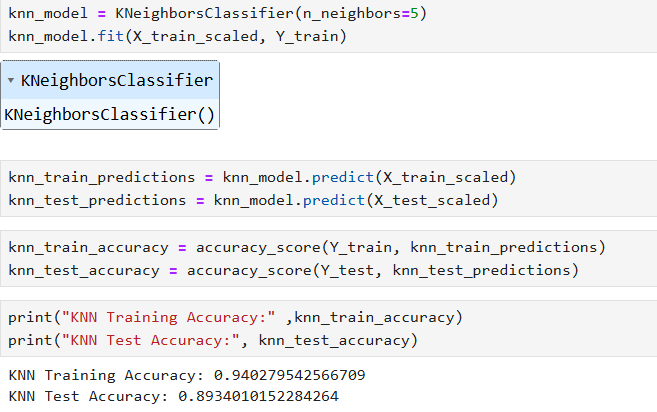 knn_model = KNeighborsClassifier(n_neighbors=5)
knn_model.fit(X_train_scaled, Y_train)
KNeighborsClassifier
KNeighborsClassifier()
knn_train_predictions = knn_model.predict(X_train_scaled)
knn_test_predictions = knn_model.predict(X_test_scaled)
knn_train_accuracy = accuracy_score(Y_train, knn_train_predictions)
knn_test_accuracy = accuracy_score(Y_test, knn_test_predictions)
print("KNN Training Accuracy:" ,knn_train_accuracy)
print("KNN Test Accuracy:", knn_test_accuracy)
KNN Training Accuracy: 0.940279542566709
KNN Test Accuracy: 0.8934010152284264